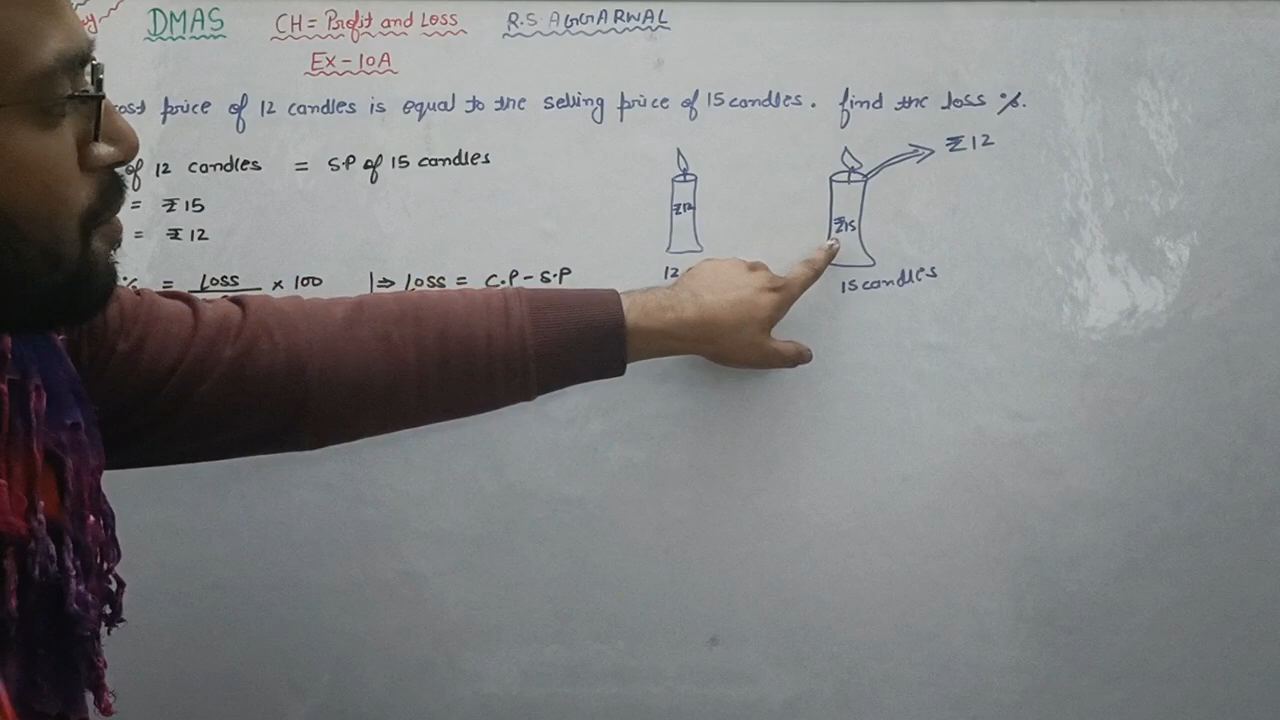 DMAS CH = Profit and Loss R.S AGGARWAL
Ex - 10A
price of 12 candles is equal to the selling price of 15 candles. find the loss %.
of 12 candles = S.P of 15 candles
= ₹15
= ₹12
% = Loss × 100 |⇒ Loss = C.P - S.P
₹12
₹15
₹12
12
15 candles